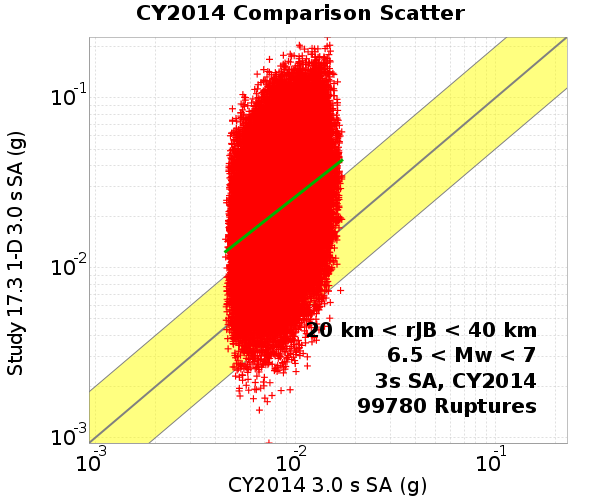 CY2014 Comparison Scatter
Study 17.3 1-D 3.0 s SA (g)
10-1
10-2
10-3
20 km < rJB < 40 km
6.5 < Mw < 7
3s SA, CY2014
99780 Ruptures
10-3 10-2 10-1
CY2014 3.0 s SA (g)